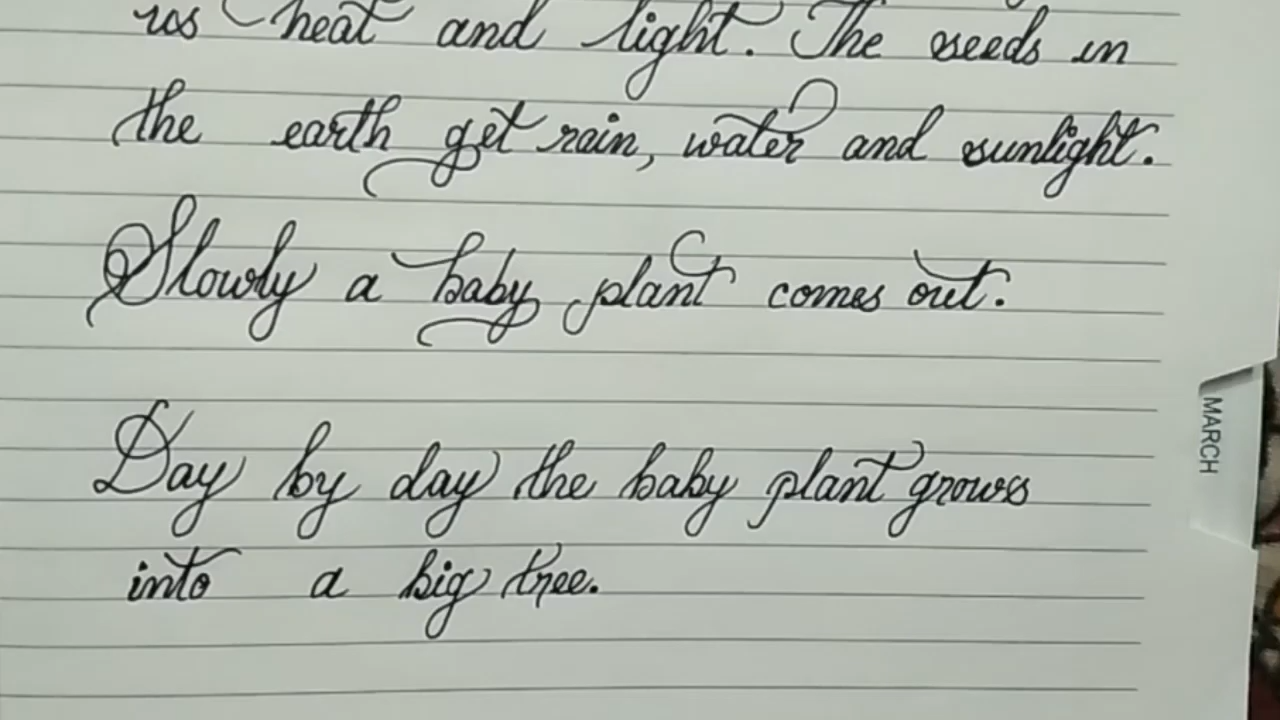 us heat and light. The seeds in
the earth get rain, water and sunlight.
Slowly a baby plant comes out.
Day by day the baby plant grows
into a big tree.
MARCH